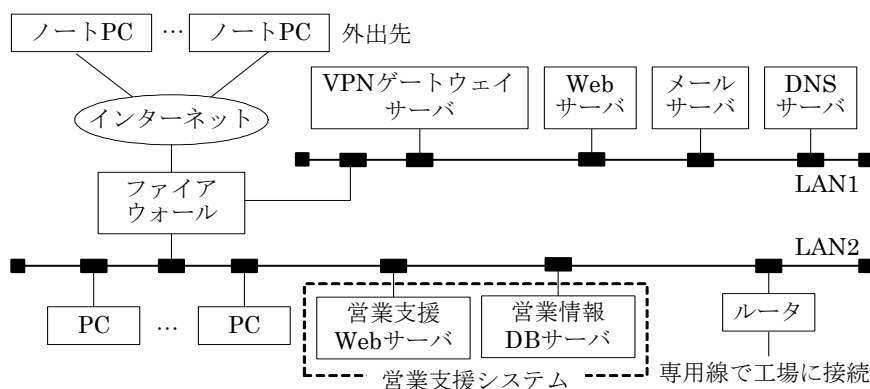 ノートPC … ノートPC 外出先
インターネット
VPNゲートウェイ
サーバ
Web
サーバ
メール
サーバ
DNS
サーバ
LAN1
ファイア
ウォール
LAN2
PC … PC
営業支援
Webサーバ
営業情報
DBサーバ
ルータ
営業支援システム
専用線で工場に接続